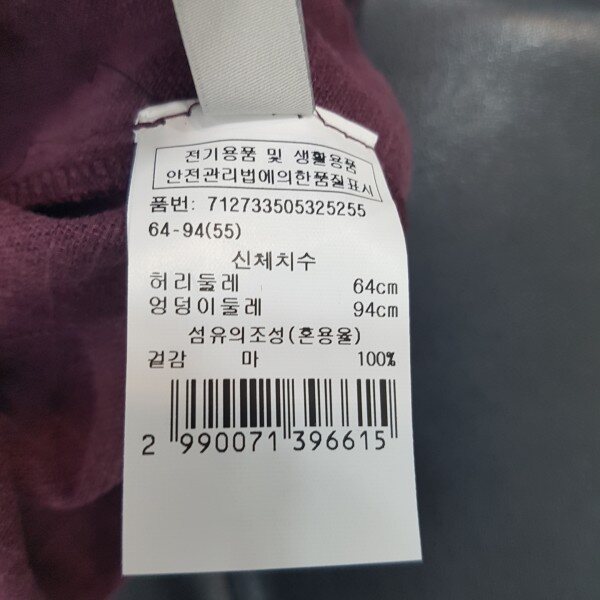 전기용품 및 생활용품
안전관리법에의한품질표시
품번: 712733505325255
64-94(55)
신체치수
허리둘레 64cm
엉덩이둘레 94cm
섬유의조성(혼용율)
겉감 마 100%
2 990071 396615